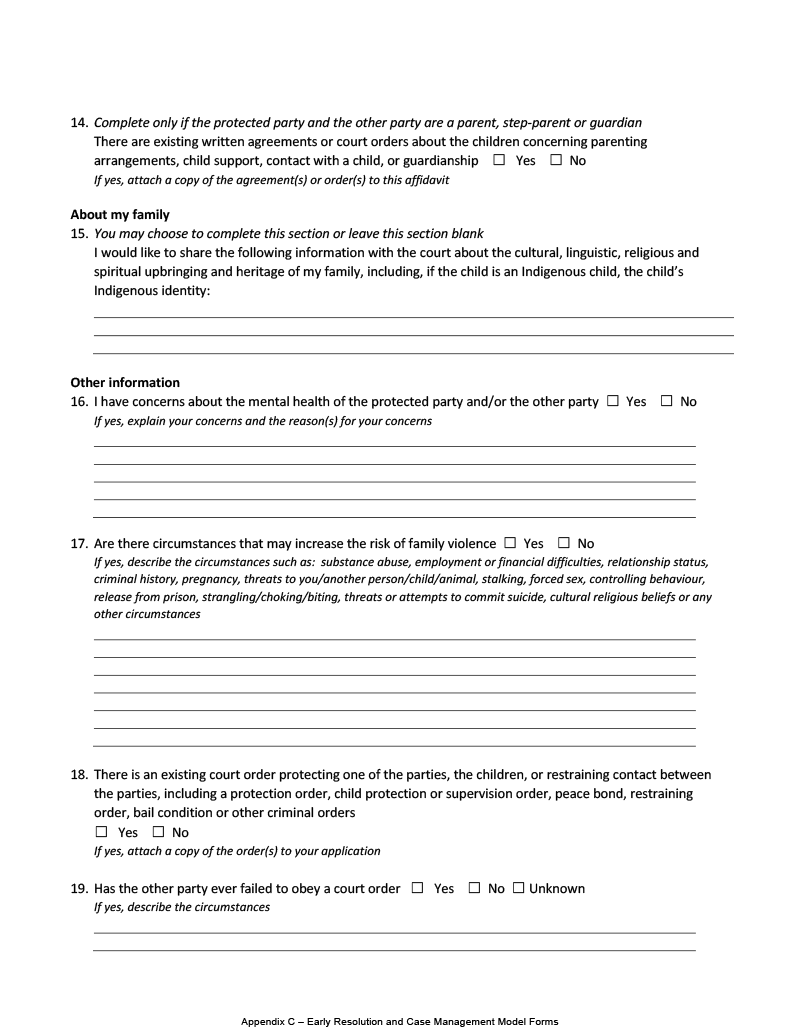 14. Complete only if the protected party and the other party are a parent, step-parent or guardian
There are existing written agreements or court orders about the children concerning parenting
arrangements, child support, contact with a child, or guardianship ☐ Yes ☐ No
If yes, attach a copy of the agreement(s) or order(s) to this affidavit
About my family
15. You may choose to complete this section or leave this section blank
I would like to share the following information with the court about the cultural, linguistic, religious and
spiritual upbringing and heritage of my family, including, if the child is an Indigenous child, the child’s
Indigenous identity:
Other information
16. I have concerns about the mental health of the protected party and/or the other party ☐ Yes ☐ No
If yes, explain your concerns and the reason(s) for your concerns
17. Are there circumstances that may increase the risk of family violence ☐ Yes ☐ No
If yes, describe the circumstances such as: substance abuse, employment or financial difficulties, relationship status,
criminal history, pregnancy, threats to you/another person/child/animal, stalking, forced sex, controlling behaviour,
release from prison, strangling/choking/biting, threats or attempts to commit suicide, cultural religious beliefs or any
other circumstances
18. There is an existing court order protecting one of the parties, the children, or restraining contact between
the parties, including a protection order, child protection or supervision order, peace bond, restraining
order, bail condition or other criminal orders
☐ Yes ☐ No
If yes, attach a copy of the order(s) to your application
19. Has the other party ever failed to obey a court order ☐ Yes ☐ No ☐ Unknown
If yes, describe the circumstances
Appendix C – Early Resolution and Case Management Model Forms